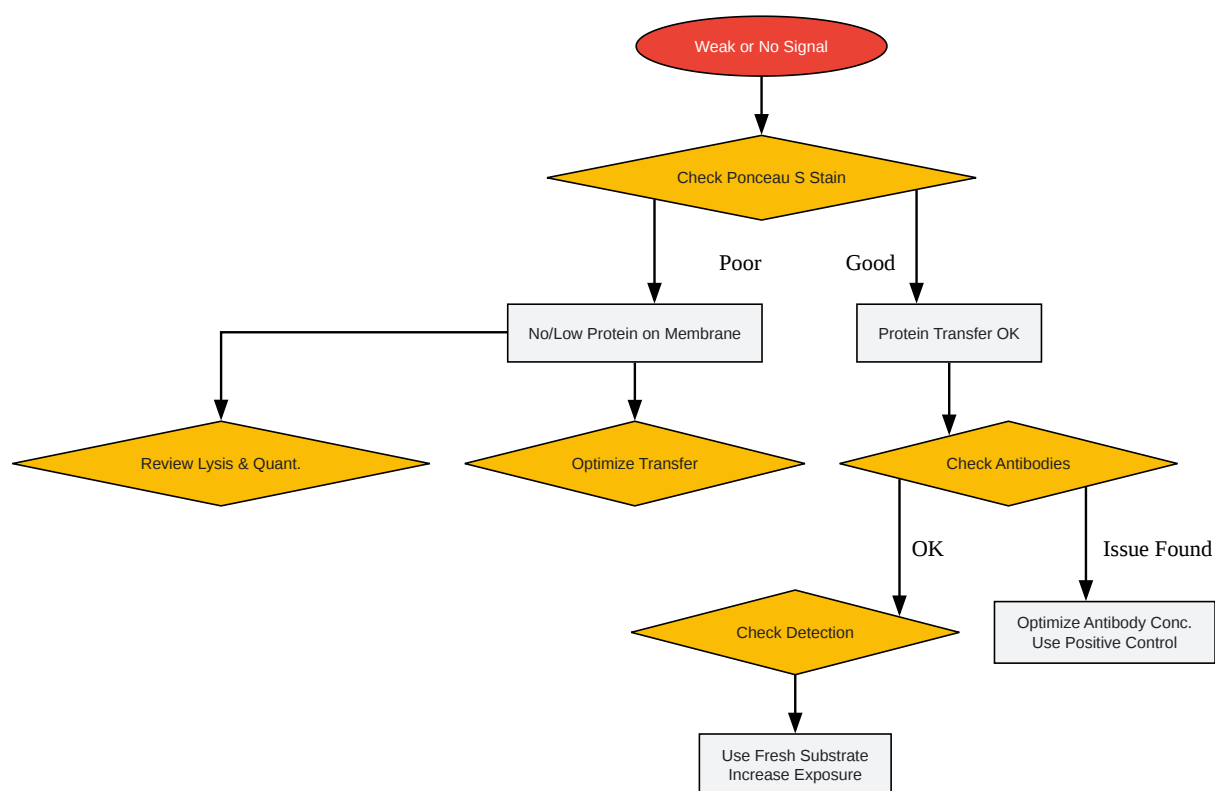 Weak or No Signal
Check Ponceau S Stain
Poor
Good
No/Low Protein on Membrane
Protein Transfer OK
Review Lysis & Quant.
Optimize Transfer
Check Antibodies
OK
Issue Found
Check Detection
Optimize Antibody Conc.
Use Positive Control
Use Fresh Substrate
Increase Exposure